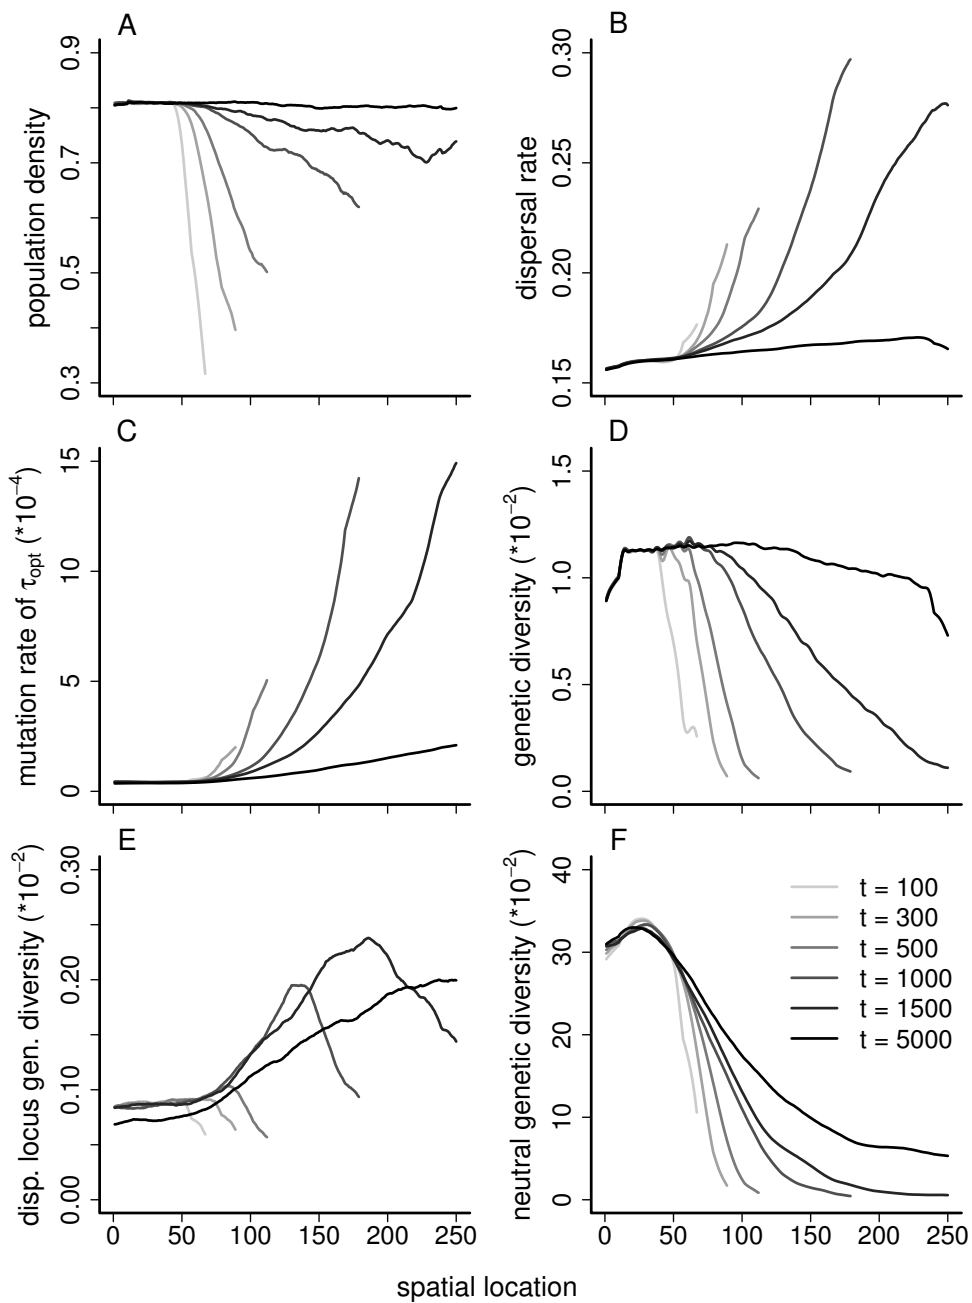 A
population density
0.3 0.5 0.7 0.9
B
dispersal rate
0.15 0.20 0.25 0.30
C
mutation rate of τopt (*10−4)
0 5 10 15
D
genetic diversity (*10−2)
0.0 0.5 1.0 1.5
E
disp. locus gen. diversity (*10−2)
0.00 0.10 0.20 0.30
0 50 100 150 200 250
F
neutral genetic diversity (*10−2)
0 10 20 30 40
t = 100
t = 300
t = 500
t = 1000
t = 1500
t = 5000
0 50 100 150 200 250
spatial location